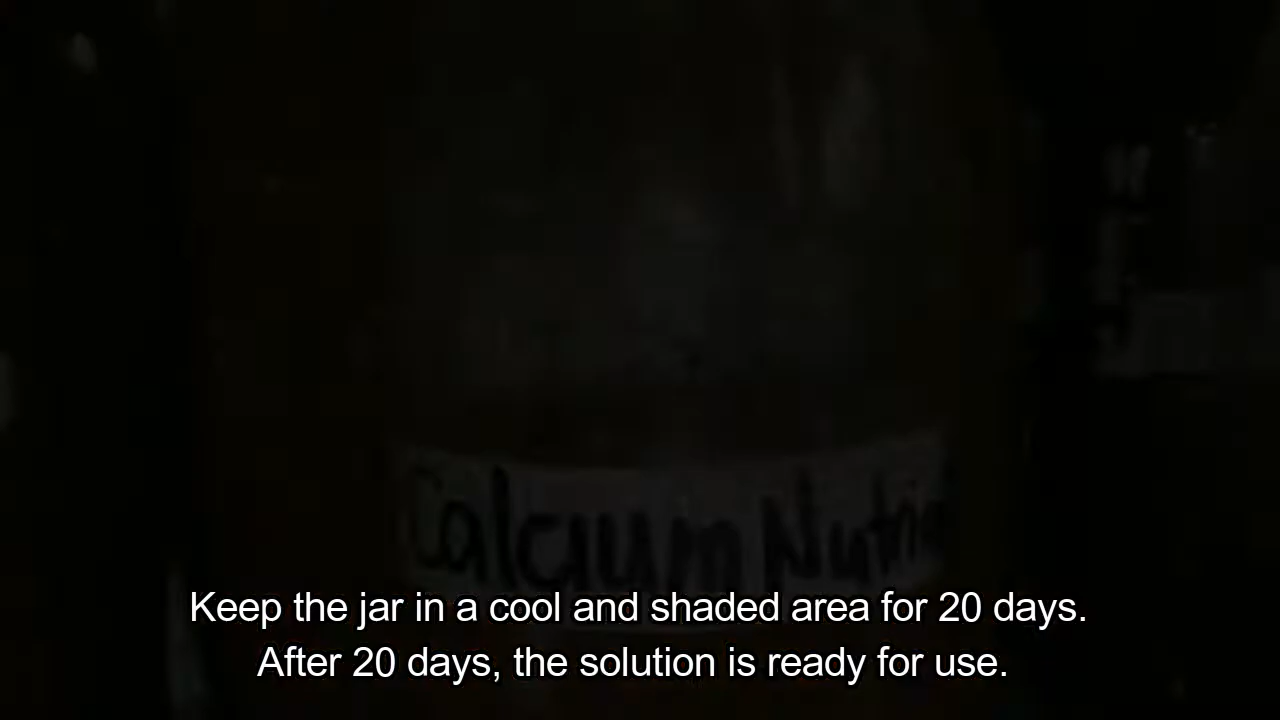 Calcium Nutrie
Keep the jar in a cool and shaded area for 20 days.
After 20 days, the solution is ready for use.